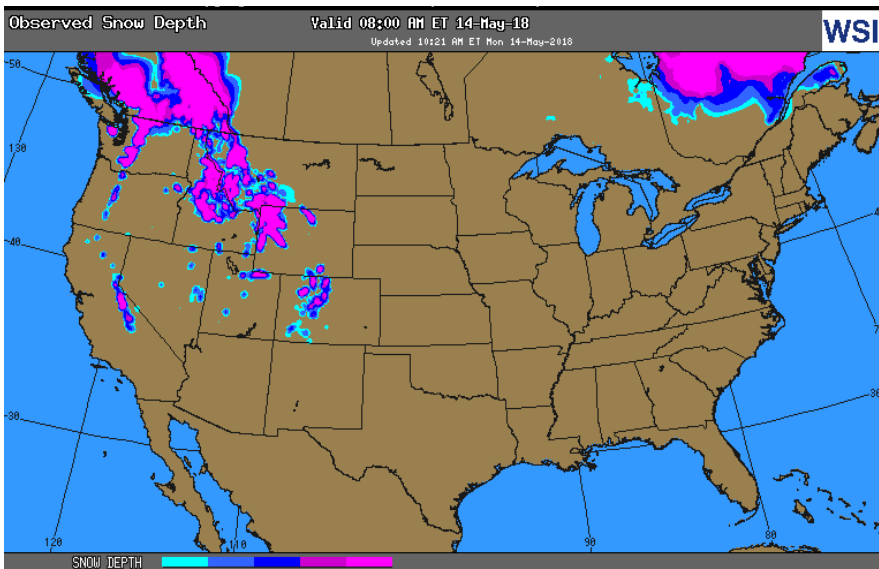 Observed Snow Depth Valid 08:00 AM ET 14-May-18
Updated 10:21 AM ET Mon 14-May-2018
WSI
50
130
40
30
120
110
90
80
SNOW DEPTH